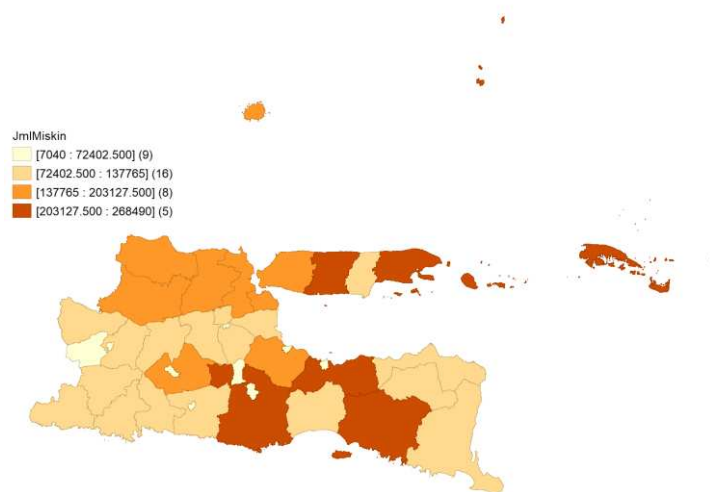 JmlMiskin
[7040 : 72402.500] (9)
[72402.500 : 137765] (16)
[137765 : 203127.500] (8)
[203127.500 : 268490] (5)